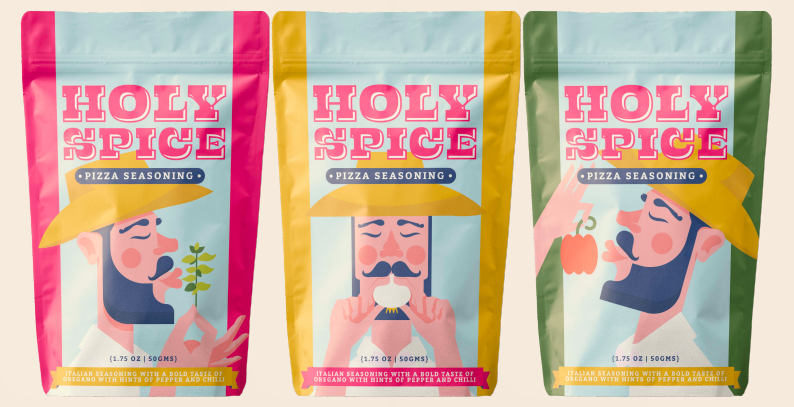 HOLY
SPICE
PIZZA SEASONING
{1.75 OZ | 50GMS}
ITALIAN SEASONING WITH A BOLD TASTE OF
OREGANO WITH HINTS OF PEPPER AND CHILLI
HOLY
SPICE
PIZZA SEASONING
{1.75 OZ | 50GMS}
ITALIAN SEASONING WITH A BOLD TASTE OF
OREGANO WITH HINTS OF PEPPER AND CHILLI
HOLY
SPICE
PIZZA SEASONING
{1.75 OZ | 50GMS}
ITALIAN SEASONING WITH A BOLD TASTE OF
OREGANO WITH HINTS OF PEPPER AND CHILLI